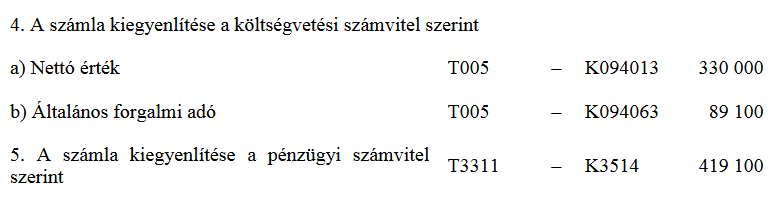 4. A számla kiegyenlítése a költségvetési számvitel szerint
a) Nettó érték T005 – K094013 330 000
b) Általános forgalmi adó T005 – K094063 89 100
5. A számla kiegyenlítése a pénzügyi számvitel
szerint T3311 – K3514 419 100